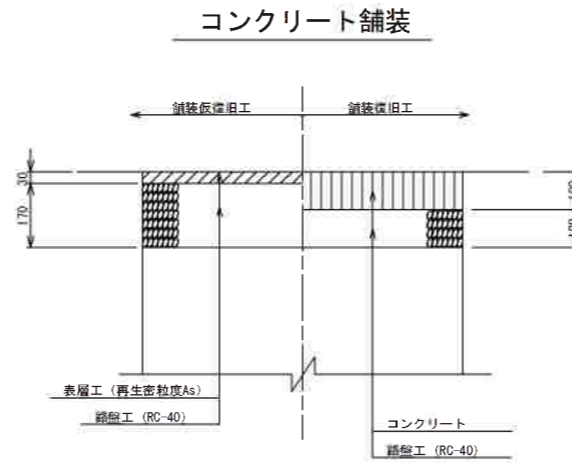 コンクリート舗装
舗装仮復旧工
舗装復旧工
30
170
100
100
表層工（再生密粒度As）
路盤工（RC-40）
コンクリート
路盤工（RC-40）